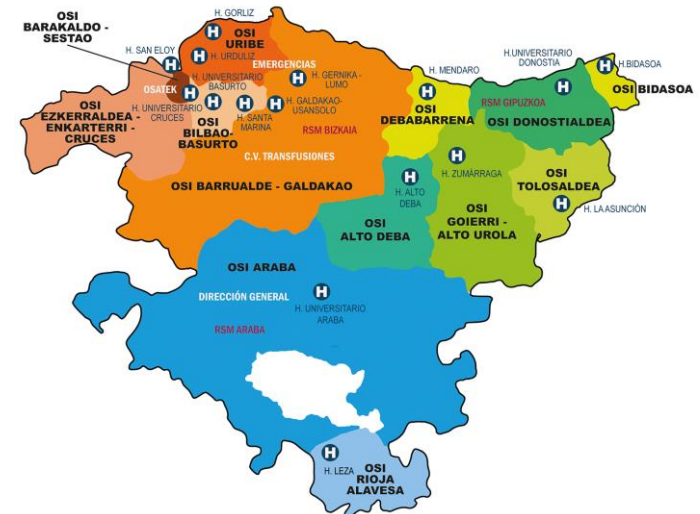 OSI
BARAKALDO -
SESTAO
H. GORLIZ
H
OSI
URIBE
H. SAN ELOY
H
H
H. URDULIZ
EMERGENCIAS
H
H. GERNIKA -
LUMO
OSATEK
H. UNIVERSITARIO
BASURTO
H
H
H
H
H. GALDAKAO-
USANSOLO
H. UNIVERSITARIO
CRUCES
H. SANTA
MARINA
OSI
EZKERRALDEA -
ENKARTERRI -
CRUCES
OSI
BILBAO-
BASURTO
RSM BIZKAIA
C.V. TRANSFUSIONES
OSI BARRUALDE - GALDAKAO
H. MENDARO
H
OSI
DEBABARRENA
H.UNIVERSITARIO
DONOSTIA
H
H.BIDASOA
H
OSI BIDASOA
RSM GIPUZKOA
OSI DONOSTIALDEA
H
H. ZUMÁRRAGA
H
H. ALTO
DEBA
OSI
TOLOSALDEA
H
H. LA ASUNCIÓN
OSI
ALTO DEBA
OSI
GOIERRI -
ALTO UROLA
OSI ARABA
DIRECCIÓN GENERAL
H
H. UNIVERSITARIO
ARABA
RSM ARABA
H
H. LEZA
OSI
RIOJA
ALAVESA